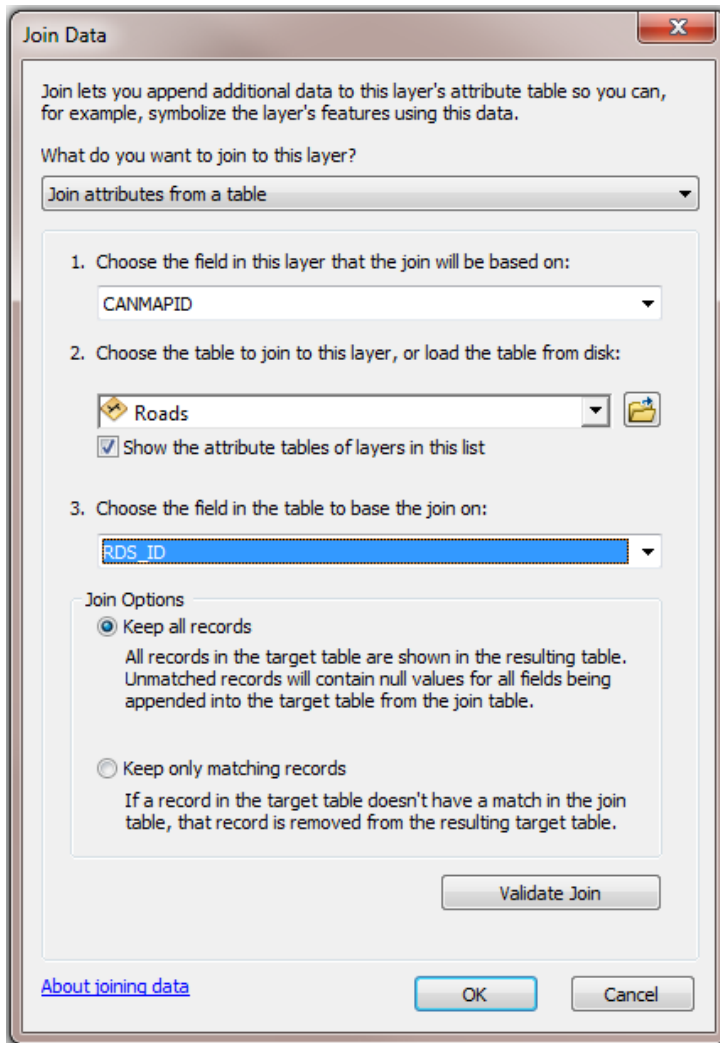 Join Data
Join lets you append additional data to this layer's attribute table so you can,
for example, symbolize the layer's features using this data.
What do you want to join to this layer?
Join attributes from a table
1. Choose the field in this layer that the join will be based on:
CANMAPID
2. Choose the table to join to this layer, or load the table from disk:
Roads
Show the attribute tables of layers in this list
3. Choose the field in the table to base the join on:
RDS_ID
Join Options
Keep all records
All records in the target table are shown in the resulting table.
Unmatched records will contain null values for all fields being
appended into the target table from the join table.
Keep only matching records
If a record in the target table doesn't have a match in the join
table, that record is removed from the resulting target table.
Validate Join
About joining data
OK
Cancel